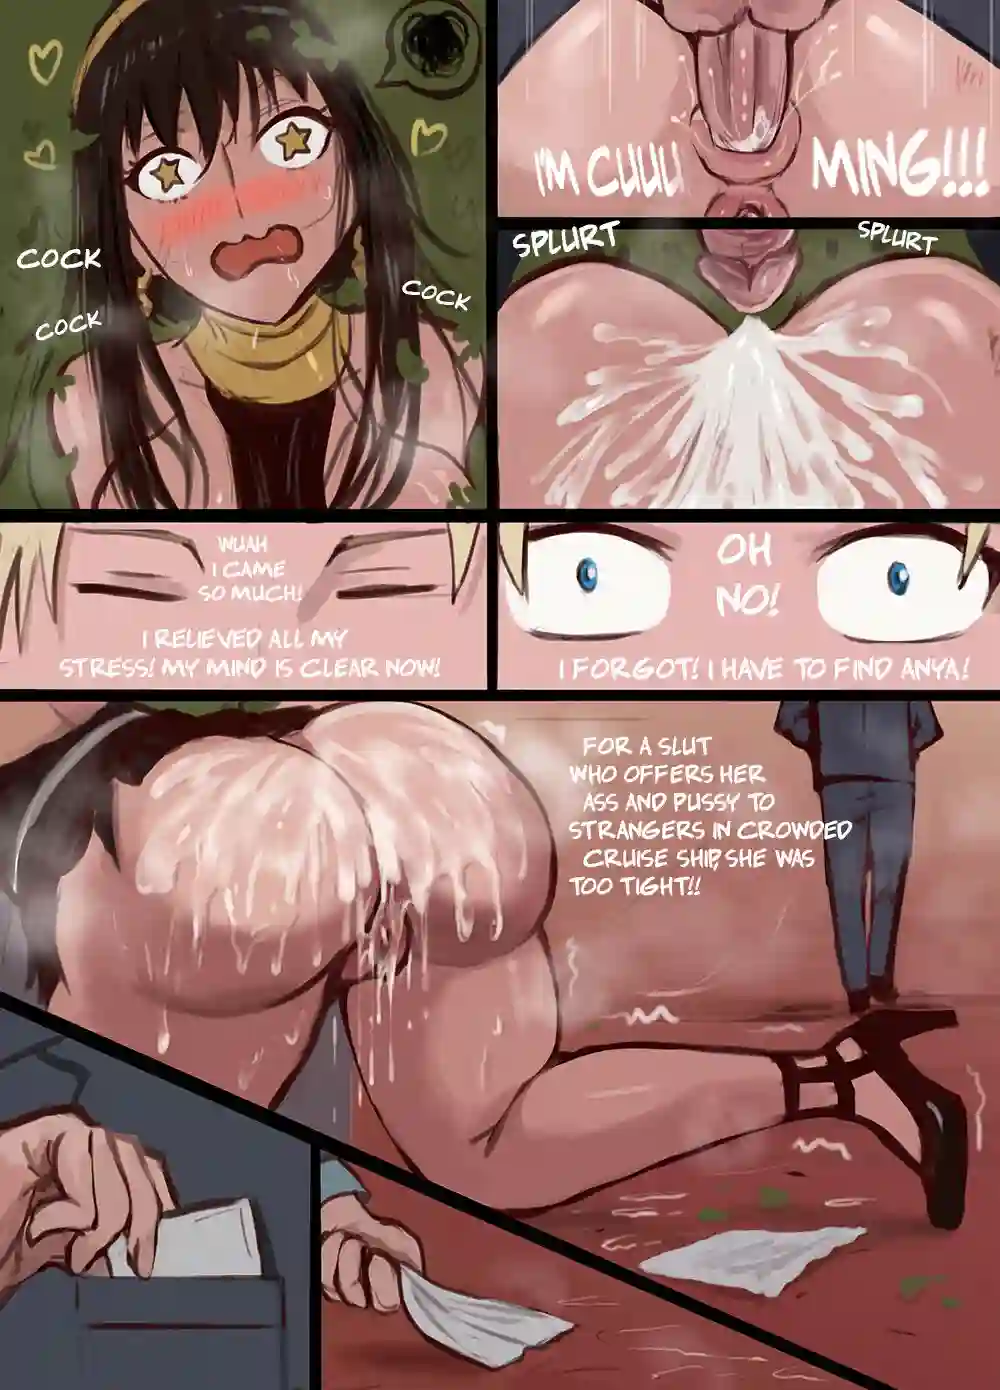 COCK
COCK
COCK
I'M CUUU
MING!!!
SPLURT
SPLURT
WUAH
I CAME
SO MUCH!
I RELIEVED ALL MY
STRESS! MY MIND IS CLEAR NOW!
OH
NO!
I FORGOT! I HAVE TO FIND ANYA!
FOR A SLUT
WHO OFFERS HER
ASS AND PUSSY TO
STRANGERS IN CROWDED
CRUISE SHIP, SHE WAS
TOO TIGHT!!